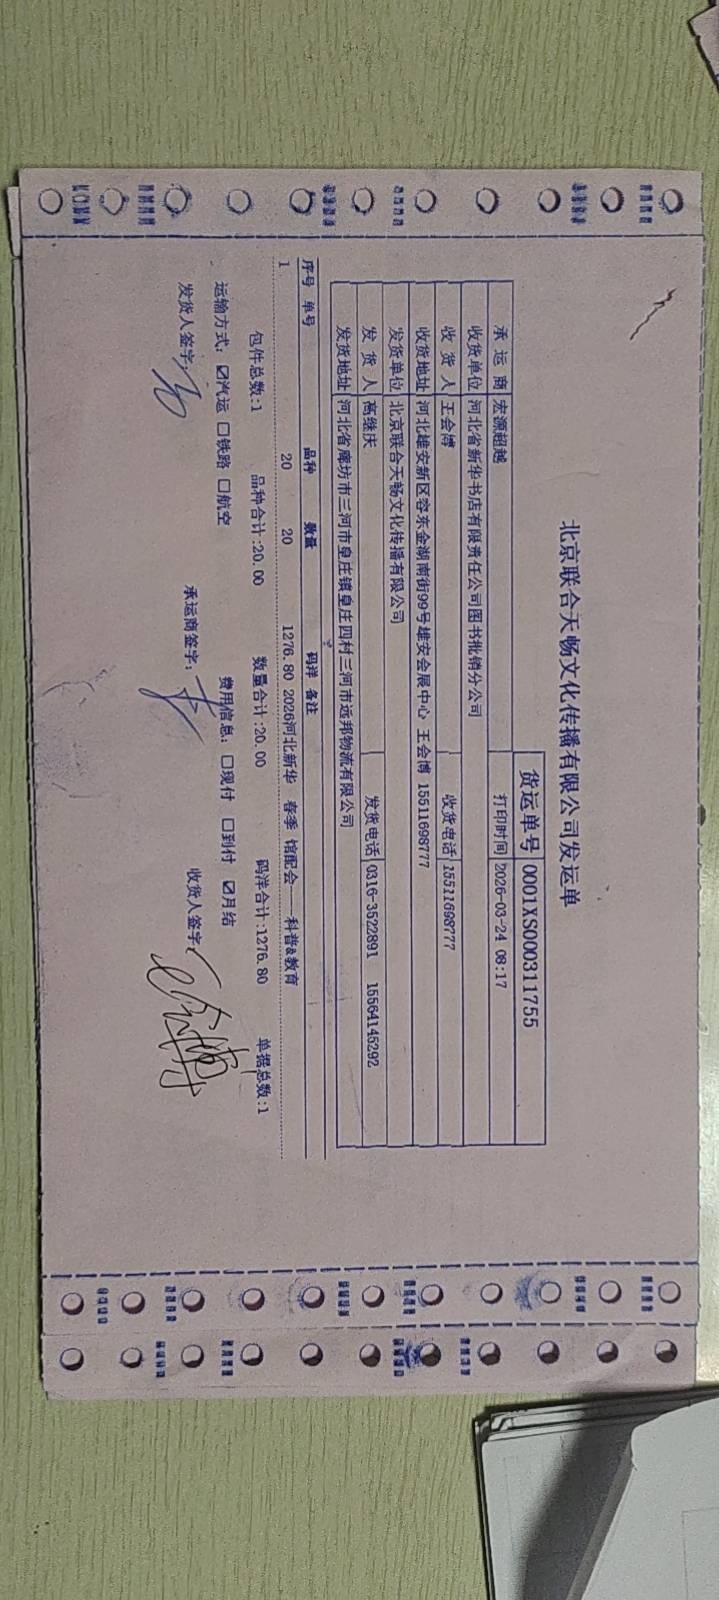 北京联合天畅文化传播有限公司发运单
货运单号 0001XS000311755
承运商 宏源超越 打印时间 2026-03-24 08:17
收货单位 河北省新华书店有限责任公司图书批销分公司
收货人 王会博 收货电话 15511698777
收货地址 河北雄安新区容东金湖南街99号雄安会展中心 王会博 15511698777
发货单位 北京联合天畅文化传播有限公司
发货人 高继庆 发货电话 0316-3522891 15564145292
发货地址 河北省廊坊市三河市皇庄镇皇庄四村三河市远邦物流有限公司
序号 单号 品种 数量 码洋 备注
1 20 20 1276.80 2026河北新华 春季 馆配会——科普&教育
包件总数:1 品种合计:20.00 数量合计:20.00 码洋合计:1276.80 单据总数:1
运输方式: ☑汽运 □铁路 □航空 费用信息: □现付 □到付 ☑月结
发货人签字: 承运商签字: 收货人签字: